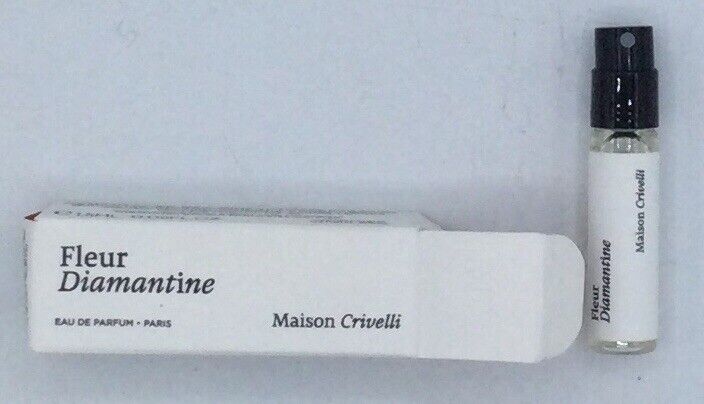 Fleur
Diamantine
EAU DE PARFUM • PARIS
Maison Crivelli
Fleur
Diamantine
Maison Crivelli